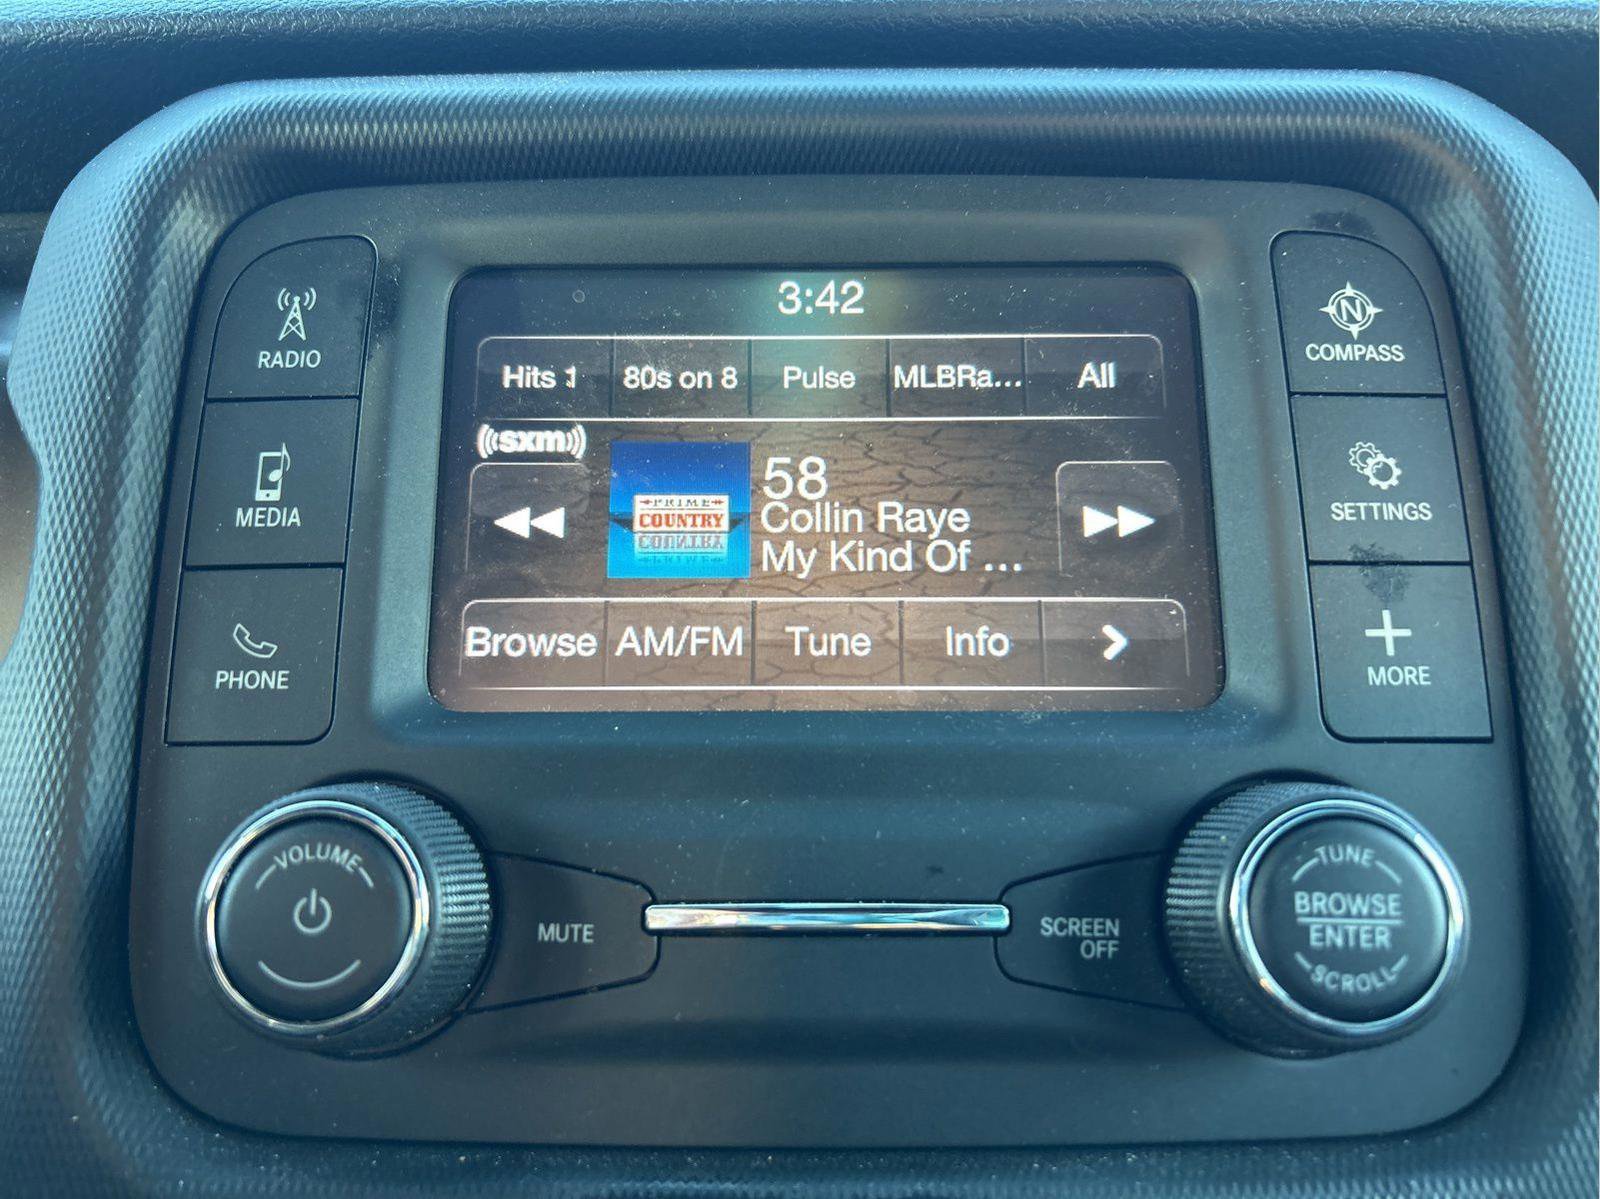 3:42
Hits 1 80s on 8 Pulse MLBRa... All
((sxm))
PRIME
COUNTRY
58
Collin Raye
My Kind Of ...
Browse AM/FM Tune Info >
RADIO
MEDIA
PHONE
N
COMPASS
SETTINGS
MORE
VOLUME
MUTE
SCREEN
OFF
TUNE
BROWSE
ENTER
SCROLL